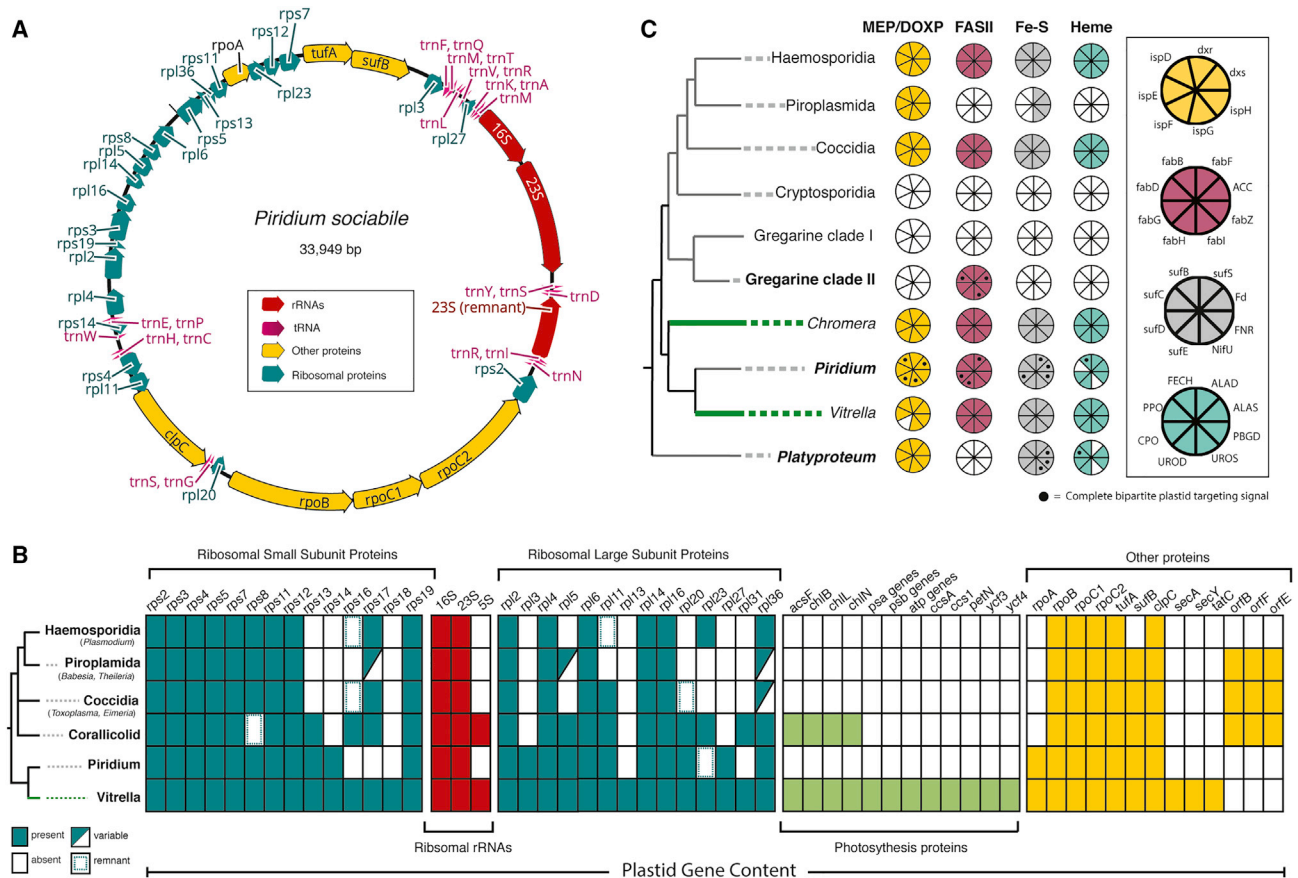 A
rps7
rps12
rpoA
rps11
rpl36
rpl23
rps13
rps5
rpl6
rps8
rpl5
rpl14
rpl16
rps3
rps19
rpl2
rpl4
rps14
trnE, trnP
trnW
trnH, trnC
rps4
rpl11
clpC
trnS, trnG
rpl20
rpoB
rpoC1
rpoC2
rps2
trnN
trnR, trnI
23S (remnant)
trnD
trnY, trnS
23S
16S
trnM
trnK, trnA
trnV, trnR
trnM, trnT
trnF, trnQ
trnL
rpl27
rpl3
sufB
tufA
Piridium sociabile
33,949 bp
rRNAs
tRNA
Other proteins
Ribosomal proteins
C
MEP/DOXP FASII Fe-S Heme
Haemosporidia
Piroplasmida
Coccidia
Cryptosporidia
Gregarine clade I
Gregarine clade II
Chromera
Piridium
Vitrella
Platyproteum
dxr
ispD
dxs
ispE
ispH
ispF
ispG
fabB fabF
fabD ACC
fabG fabZ
fabH fabI
sufB sufS
sufC Fd
sufD FNR
sufE NifU
FECH ALAD
PPO ALAS
CPO PBGD
UROD UROS
= Complete bipartite plastid targeting signal
B
Ribosomal Small Subunit Proteins
Ribosomal Large Subunit Proteins
Other proteins
rps2 rps3 rps4 rps5 rps7 rps8 rps11 rps12 rps13 rps14 rps16 rps17 rps18 rps19 16S 23S 5S rpl2 rpl3 rpl4 rpl5 rpl6 rpl11 rpl13 rpl14 rpl16 rpl20 rpl23 rpl27 rpl31 rpl36 acsF chlB chlL chlN psa genes psb genes atp genes ccsA ccs1 petN ycf3 ycf4 rpoA rpoB rpoC1 rpoC2 tufA sufB clpC secA secY tatC orfB orfF orfE
Haemosporidia
(Plasmodium)
Piroplamida
(Babesia, Theileria)
Coccidia
(Toxoplasma, Eimeria)
Corallicolid
Piridium
Vitrella
present variable
absent remnant
Ribsomal rRNAs
Photosythesis proteins
Plastid Gene Content